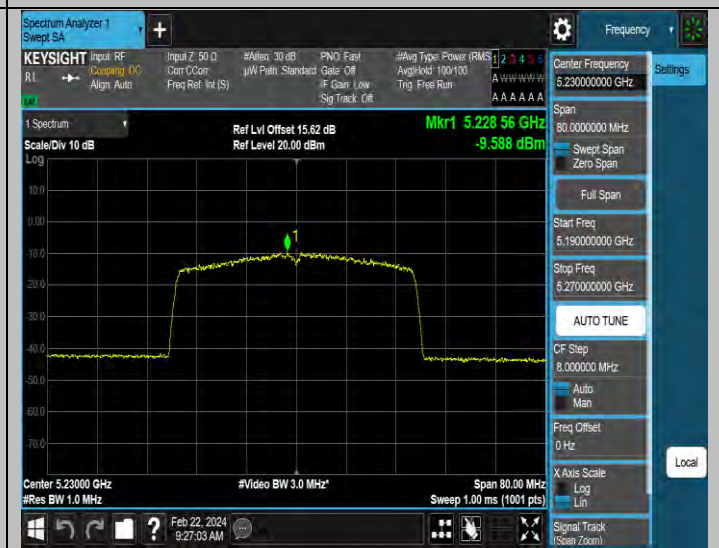 Spectrum Analyzer 1
Swept SA
+
Frequency
KEYSIGHT
Input: RF
Coupling: DC
Align: Auto
Input Z: 50 Ω
Corr CCorr
Freq Ref: Int (S)
#Atten: 30 dB
µW Path: Standard
PNO: Fast
Gate: Off
IF Gain: Low
Sig Track: Off
#Avg Type: Power (RMS
Avg|Hold: 100/100
Trig: Free Run
1 2 3 4 5 6
A W W W W W
A A A A A A
Center Frequency
5.230000000 GHz
Settings
Span
80.0000000 MHz
Swept Span
Zero Span
Full Span
Start Freq
5.190000000 GHz
Stop Freq
5.270000000 GHz
AUTO TUNE
CF Step
8.000000 MHz
Auto
Man
Freq Offset
0 Hz
X Axis Scale
Log
Lin
Signal Track
(Span Zoom)
Local
1 Spectrum
Scale/Div 10 dB
Ref Lvl Offset 15.62 dB
Ref Level 20.00 dBm
Mkr1 5.228 56 GHz
-9.588 dBm
Log
10.0
0.00
-10.0
-20.0
-30.0
-40.0
-50.0
-60.0
-70.0
1
Center 5.23000 GHz
#Res BW 1.0 MHz
#Video BW 3.0 MHz*
Span 80.00 MHz
Sweep 1.00 ms (1001 pts)
?
Feb 22, 2024
9:27:03 AM